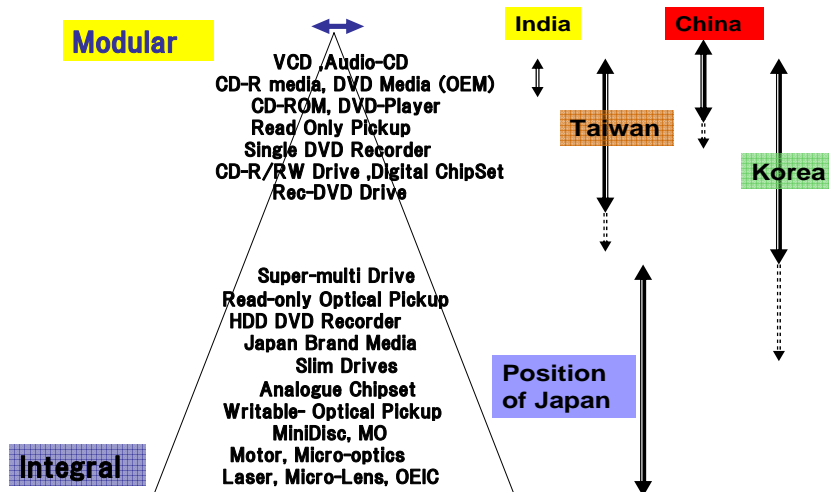 Modular
India
China
VCD ,Audio-CD
CD-R media, DVD Media (OEM)
CD-ROM, DVD-Player
Read Only Pickup
Single DVD Recorder
CD-R/RW Drive ,Digital ChipSet
Rec-DVD Drive
Taiwan
Korea
Super-multi Drive
Read-only Optical Pickup
HDD DVD Recorder
Japan Brand Media
Slim Drives
Analogue Chipset
Writable- Optical Pickup
MiniDisc, MO
Motor, Micro-optics
Laser, Micro-Lens, OEIC
Position
of Japan
Integral